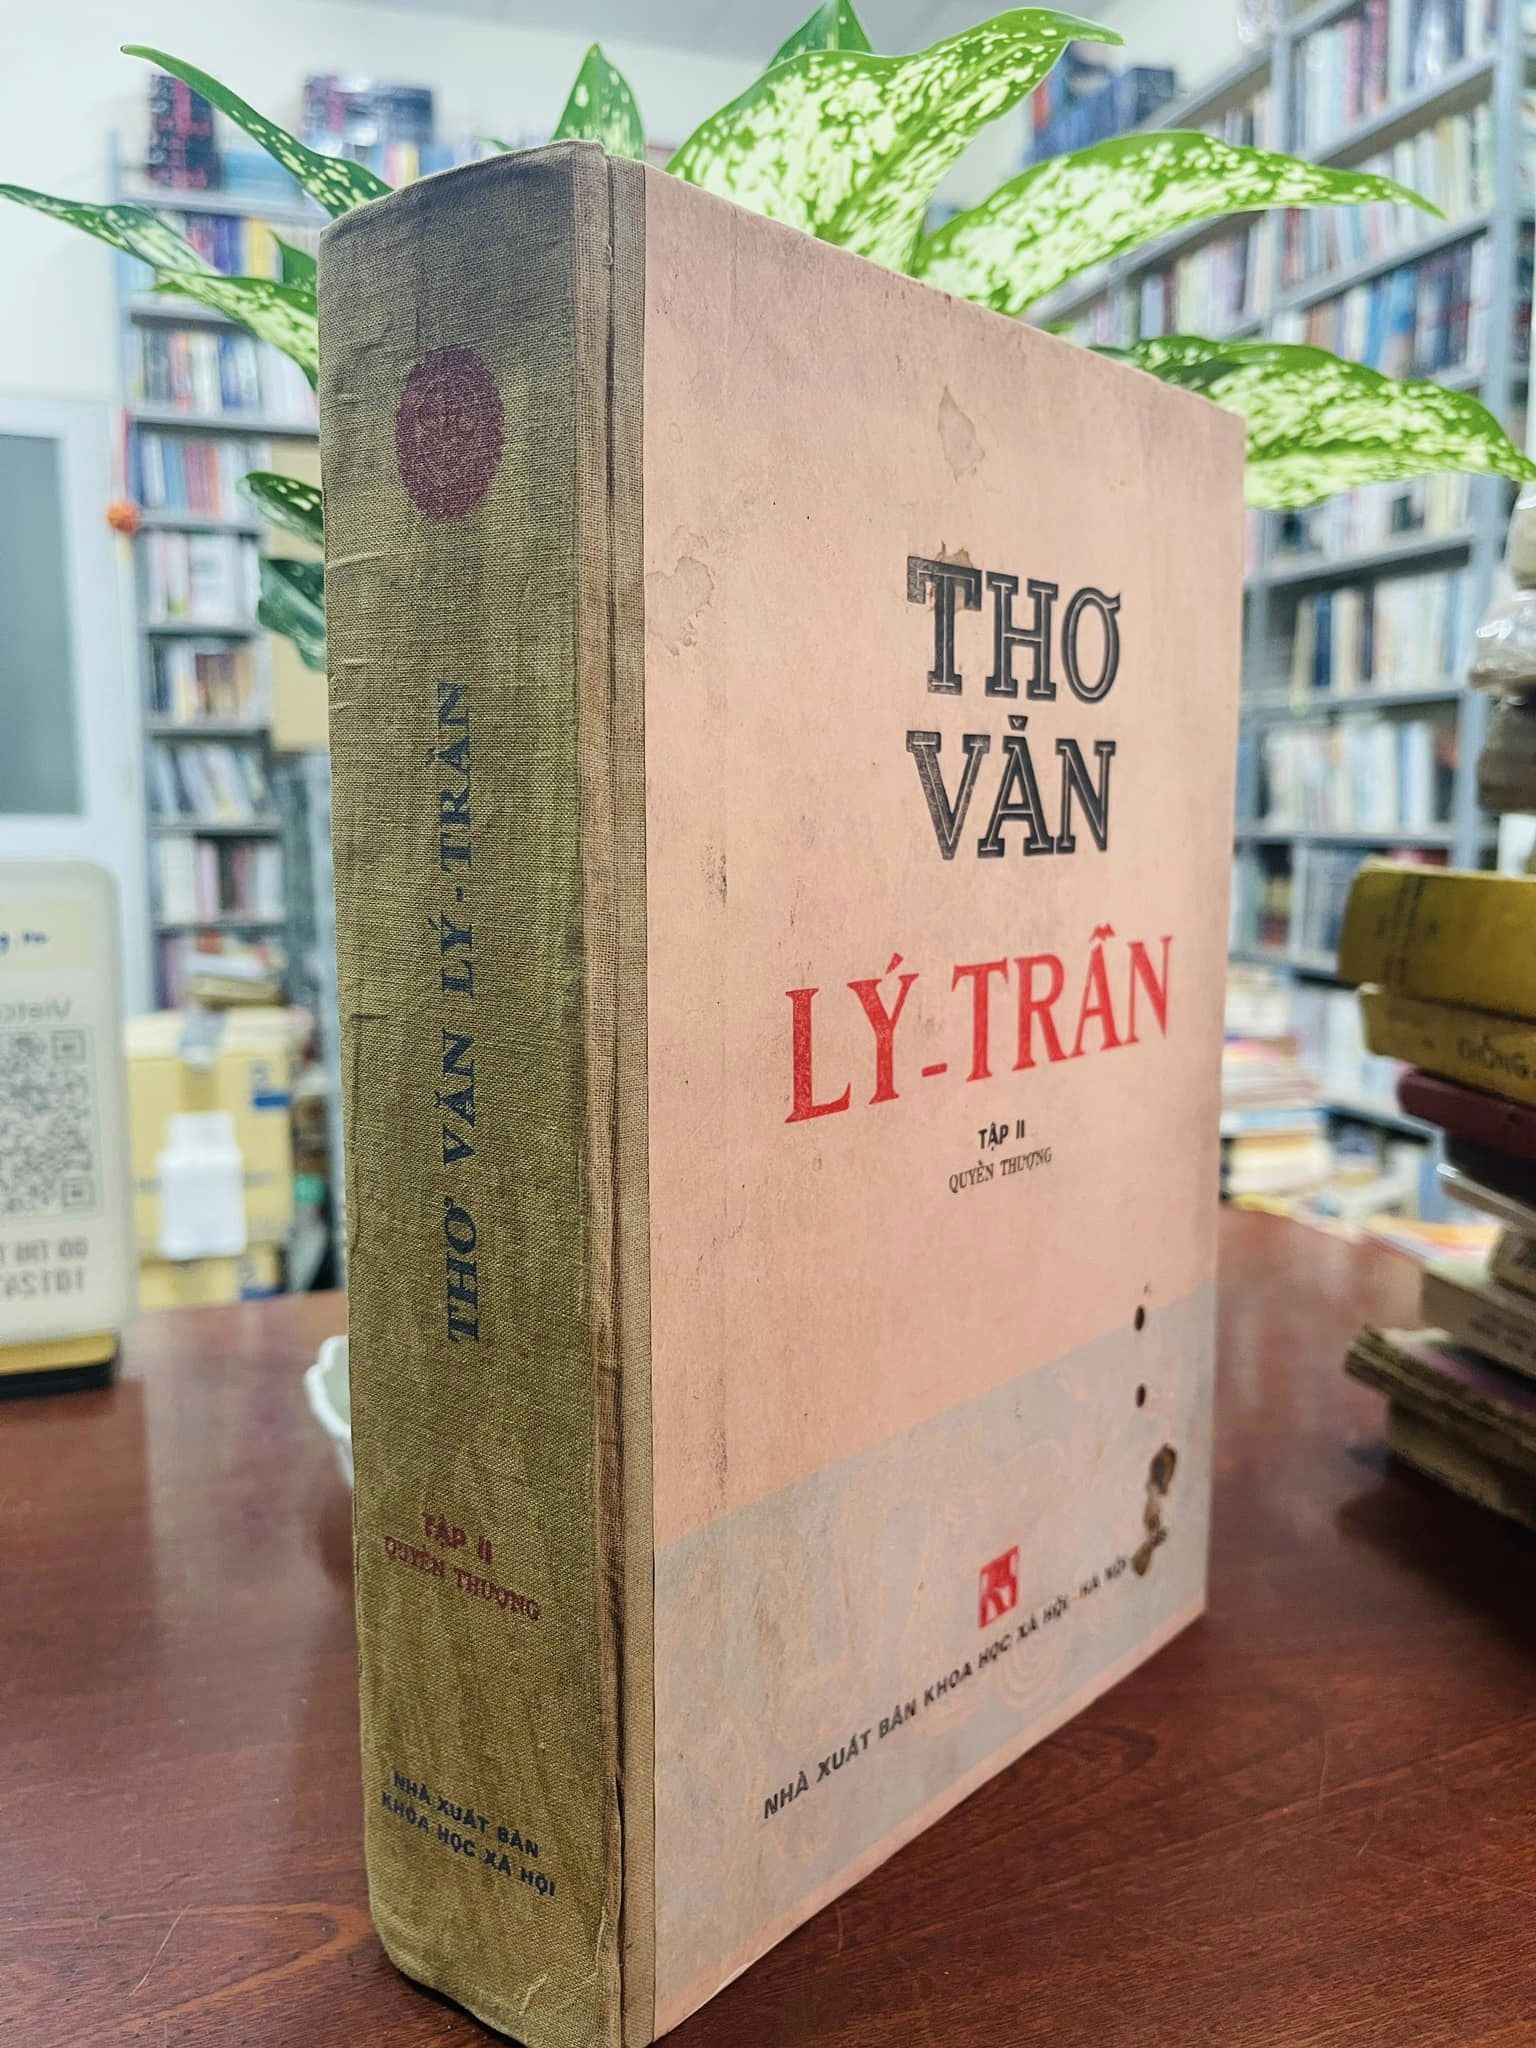 THƠ VĂN LÝ-TRẦN
TẬP II
QUYỂN THƯỢNG
NHÀ XUẤT BẢN
KHOA HỌC XÃ HỘI
THƠ
VĂN
LÝ-TRẦN
TẬP II
QUYỂN THƯỢNG
NHÀ XUẤT BẢN KHOA HỌC XÃ HỘI - HÀ NỘI